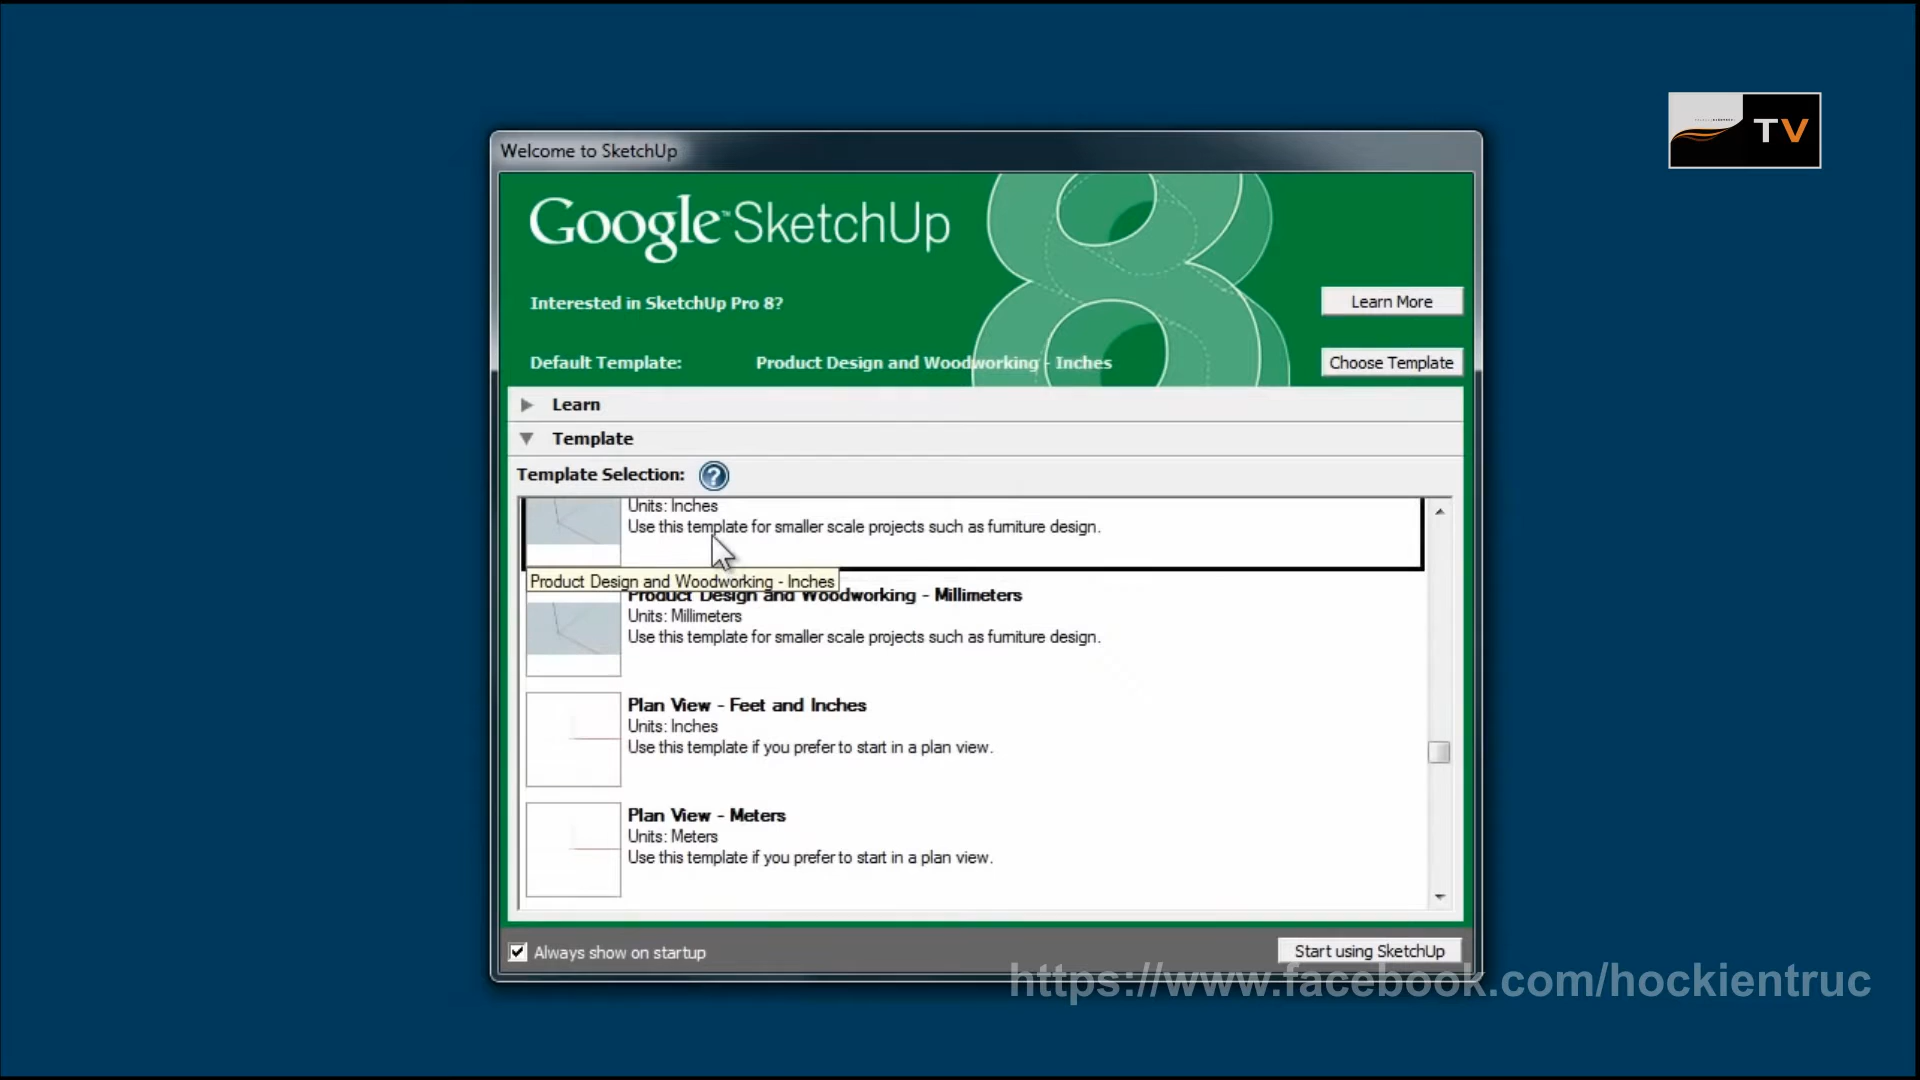 TV
Welcome to SketchUp
Google™ SketchUp
Interested in SketchUp Pro 8?
Learn More
Default Template: Product Design and Woodworking - Inches
Choose Template
Learn
Template
Template Selection: ?
Units: Inches
Use this template for smaller scale projects such as furniture design.
Product Design and Woodworking - Inches
Product Design and Woodworking - Millimeters
Units: Millimeters
Use this template for smaller scale projects such as furniture design.
Plan View - Feet and Inches
Units: Inches
Use this template if you prefer to start in a plan view.
Plan View - Meters
Units: Meters
Use this template if you prefer to start in a plan view.
Always show on startup
Start using SketchUp
https://www.facebook.com/hockientruc